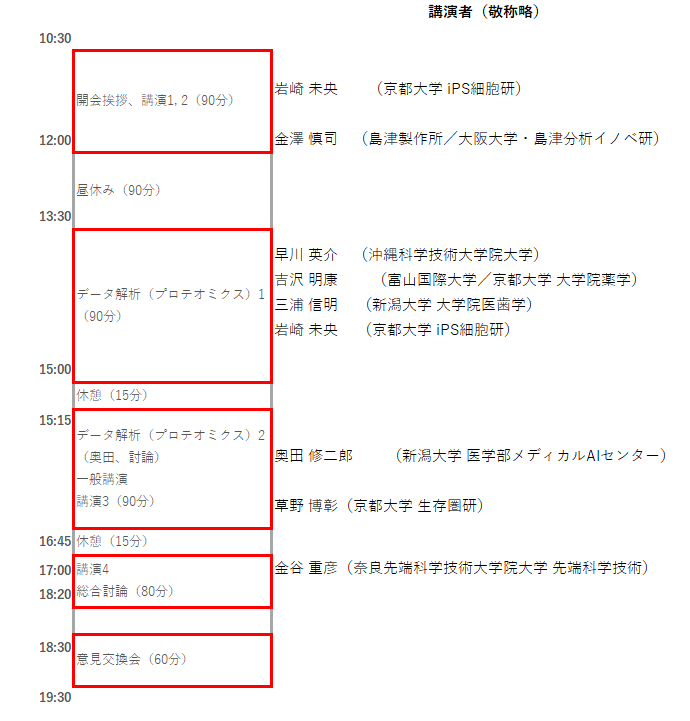 講演者（敬称略）
10:30
開会挨拶、講演1, 2（90分）
岩崎 未央　　（京都大学 iPS細胞研）
12:00
金澤 慎司　（島津製作所／大阪大学・島津分析イノベ研）
昼休み（90分）
13:30
早川 英介　（沖縄科学技術大学院大学）
吉沢 明康　　（富山国際大学／京都大学 大学院薬学）
データ解析（プロテオミクス）1
（90分）
三浦 信明　（新潟大学 大学院医歯学）
岩崎 未央　（京都大学 iPS細胞研）
15:00
休憩（15分）
15:15
データ解析（プロテオミクス）2
（奥田、討論）
奥田 修二郎　　（新潟大学 医学部メディカルAIセンター）
一般講演
講演3（90分）
草野 博彰（京都大学 生存圏研）
16:45
休憩（15分）
17:00
講演4
金谷 重彦（奈良先端科学技術大学院大学 先端科学技術）
18:20
総合討論（80分）
18:30
意見交換会（60分）
19:30